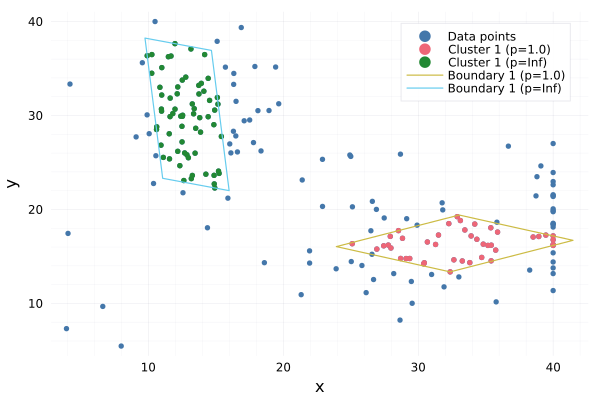 40
30
20
10
10
20
30
40
x
y
Data points
Cluster 1 (p=1.0)
Cluster 1 (p=Inf)
Boundary 1 (p=1.0)
Boundary 1 (p=Inf)